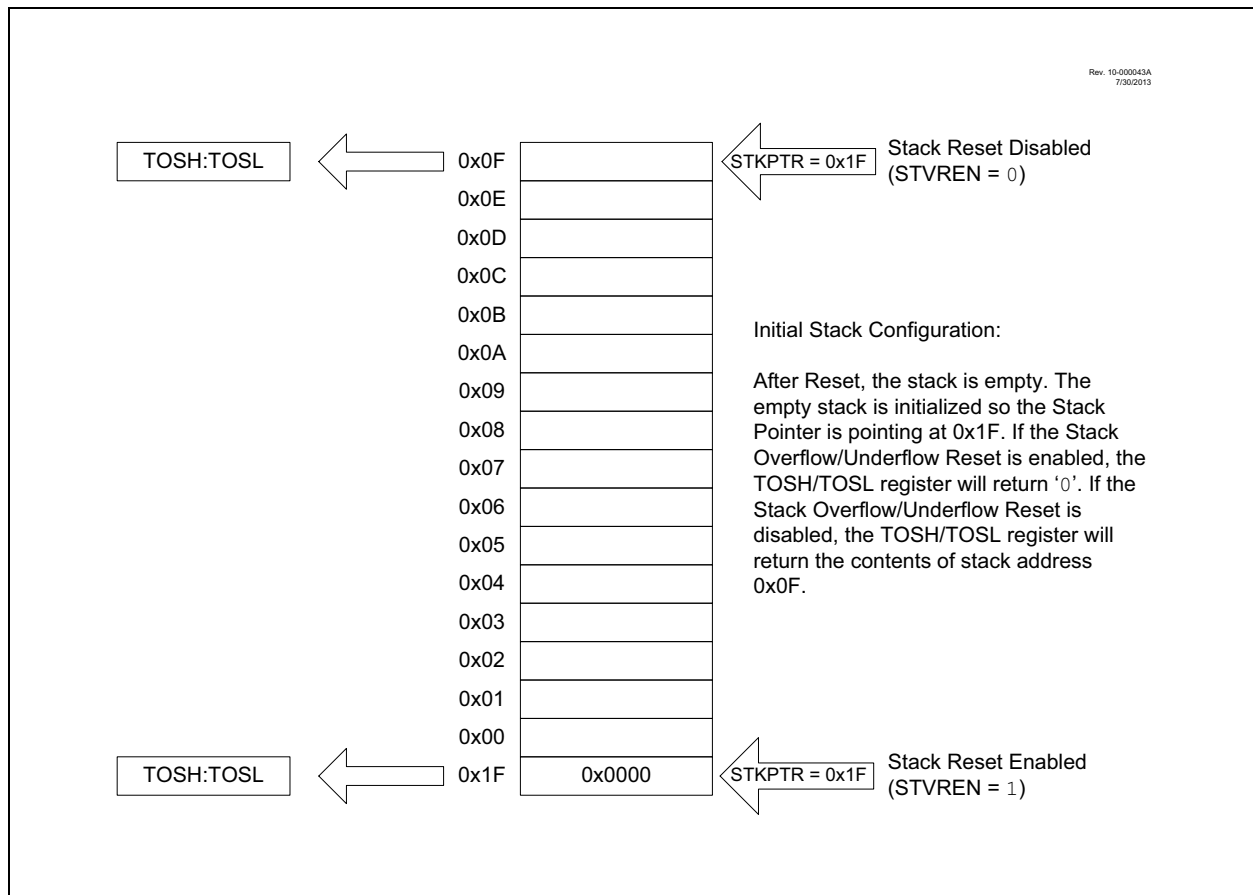 Rev. 10-000043A
7/30/2013
TOSH:TOSL
0x0F
STKPTR = 0x1F
Stack Reset Disabled
(STVREN = 0)
0x0E
0x0D
0x0C
0x0B
0x0A
0x09
0x08
0x07
0x06
0x05
0x04
0x03
0x02
0x01
0x00
Initial Stack Configuration:
After Reset, the stack is empty. The
empty stack is initialized so the Stack
Pointer is pointing at 0x1F. If the Stack
Overflow/Underflow Reset is enabled, the
TOSH/TOSL register will return ‘0’. If the
Stack Overflow/Underflow Reset is
disabled, the TOSH/TOSL register will
return the contents of stack address
0x0F.
TOSH:TOSL
0x1F
0x0000
STKPTR = 0x1F
Stack Reset Enabled
(STVREN = 1)